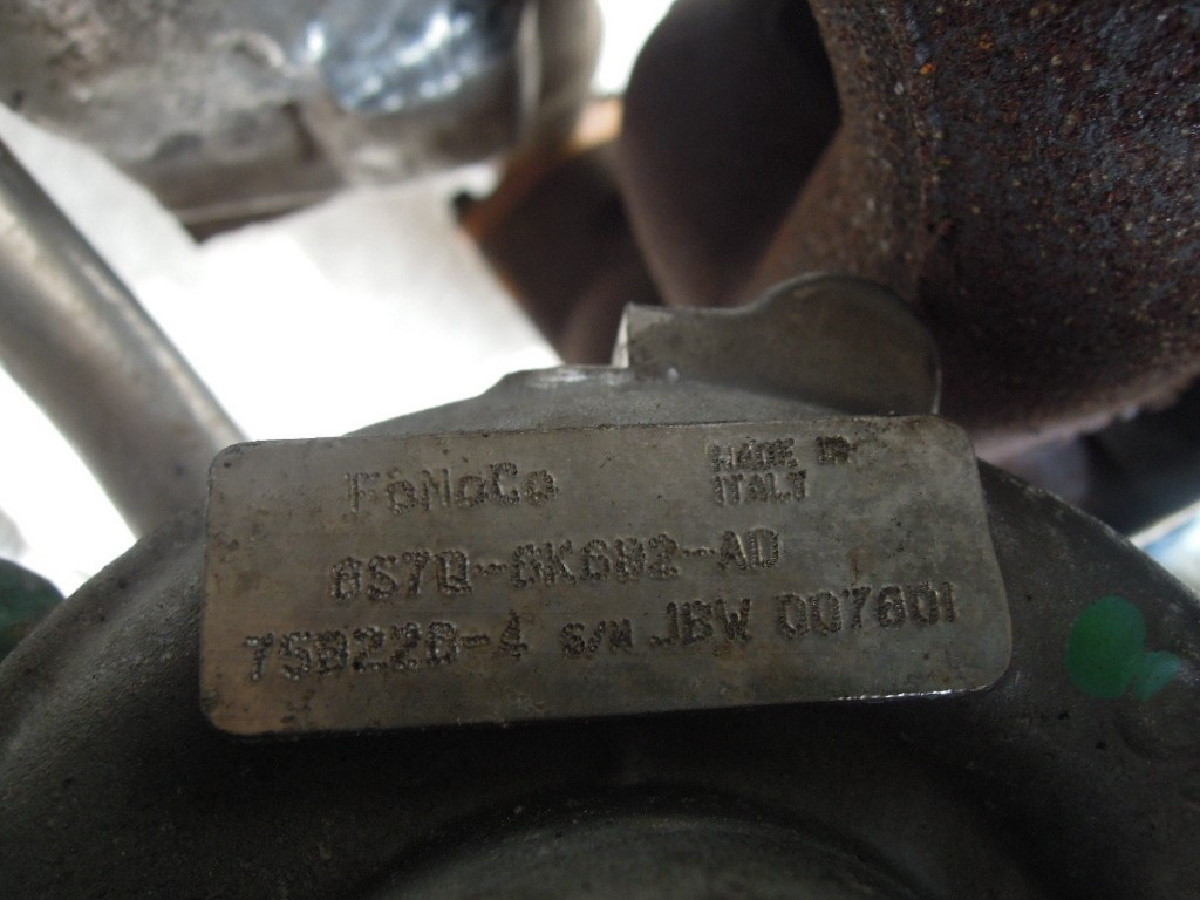 FoMoCo MADE IN
ITALY
6S7Q-6K682-AD
758226-4 S/N JBW 007601